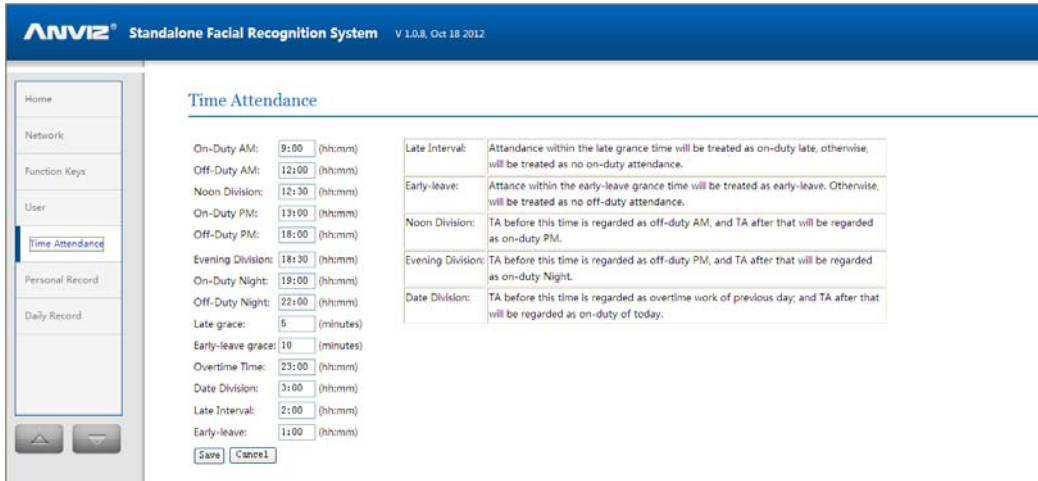 ANVIZ® Standalone Facial Recognition System V 1.0.8, Oct 18 2012
Home
Network
Function Keys
User
Time Attendance
Personal Record
Daily Record
Time Attendance
On-Duty AM: 9:00 (hh:mm)
Off-Duty AM: 12:00 (hh:mm)
Noon Division: 12:30 (hh:mm)
On-Duty PM: 13:00 (hh:mm)
Off-Duty PM: 18:00 (hh:mm)
Evening Division: 18:30 (hh:mm)
On-Duty Night: 19:00 (hh:mm)
Off-Duty Night: 22:00 (hh:mm)
Late grace: 5 (minutes)
Early-leave grace: 10 (minutes)
Overtime Time: 23:00 (hh:mm)
Date Division: 3:00 (hh:mm)
Late Interval: 2:00 (hh:mm)
Early-leave: 1:00 (hh:mm)
Save Cancel
Late Interval: Attandance within the late grance time will be treated as on-duty late, otherwise,
will be treated as no on-duty attendance.
Early-leave: Attance within the early-leave grance time will be treated as early-leave. Otherwise,
will be treated as no off-duty attendance.
Noon Division: TA before this time is regarded as off-duty AM, and TA after that will be regarded
as on-duty PM.
Evening Division: TA before this time is regarded as off-duty PM, and TA after that will be regarded
as on-duty Night.
Date Division: TA before this time is regarded as overtime work of previous day; and TA after that
will be regarded as on-duty of today.